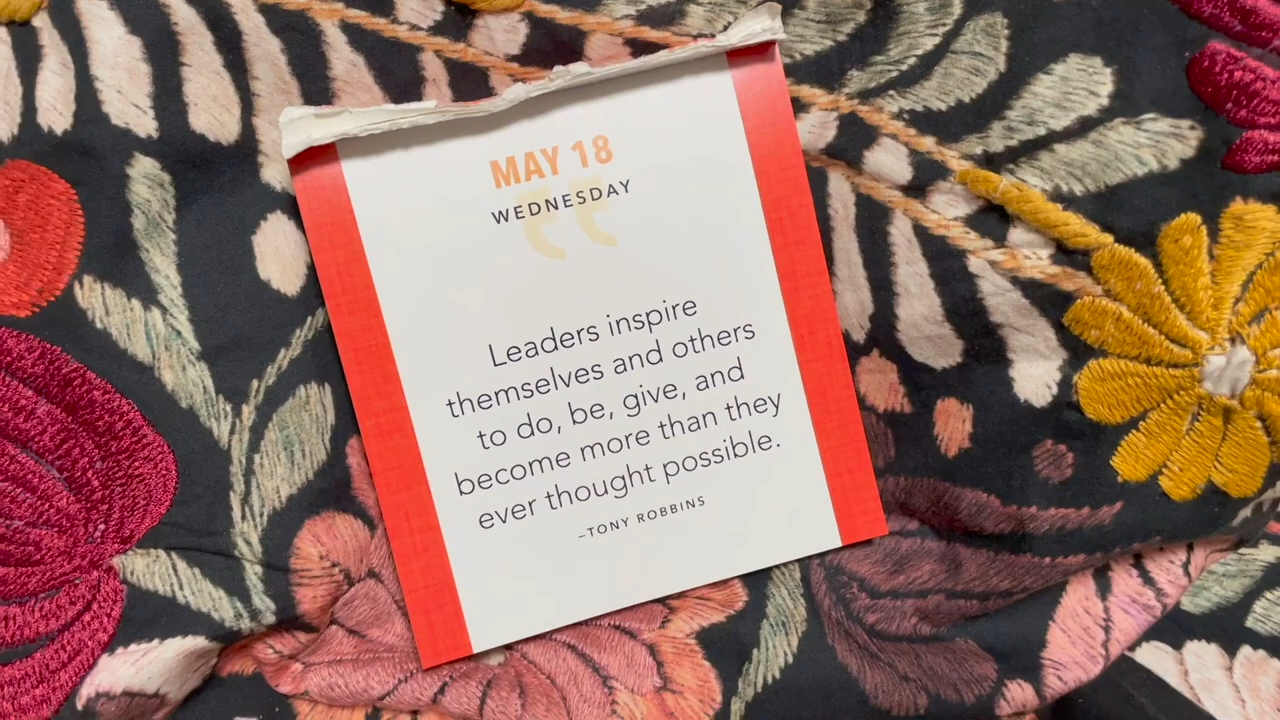 MAY 18
WEDNESDAY
Leaders inspire
themselves and others
to do, be, give, and
become more than they
ever thought possible.
–TONY ROBBINS